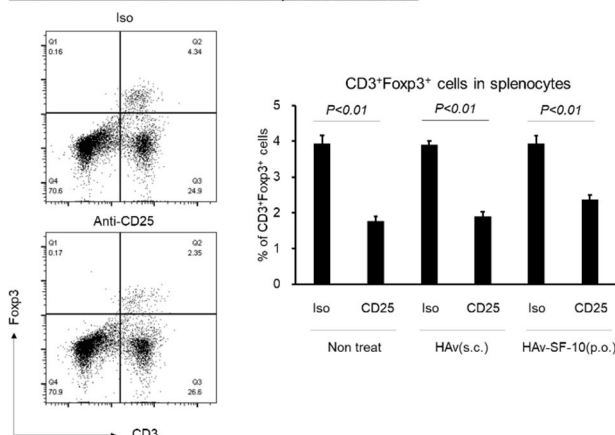 Iso
Q1
0.16
Q2
4.34
Q4
70.6
Q3
24.9
Anti-CD25
Q1
0.17
Q2
2.35
Q4
70.9
Q3
26.6
Foxp3
CD3
CD3⁺Foxp3⁺ cells in splenocytes
P<0.01 P<0.01 P<0.01
% of CD3⁺Foxp3⁺ cells
5
4
3
2
1
0
Iso CD25 Iso CD25 Iso CD25
Non treat HAv(s.c.) HAv-SF-10(p.o.)